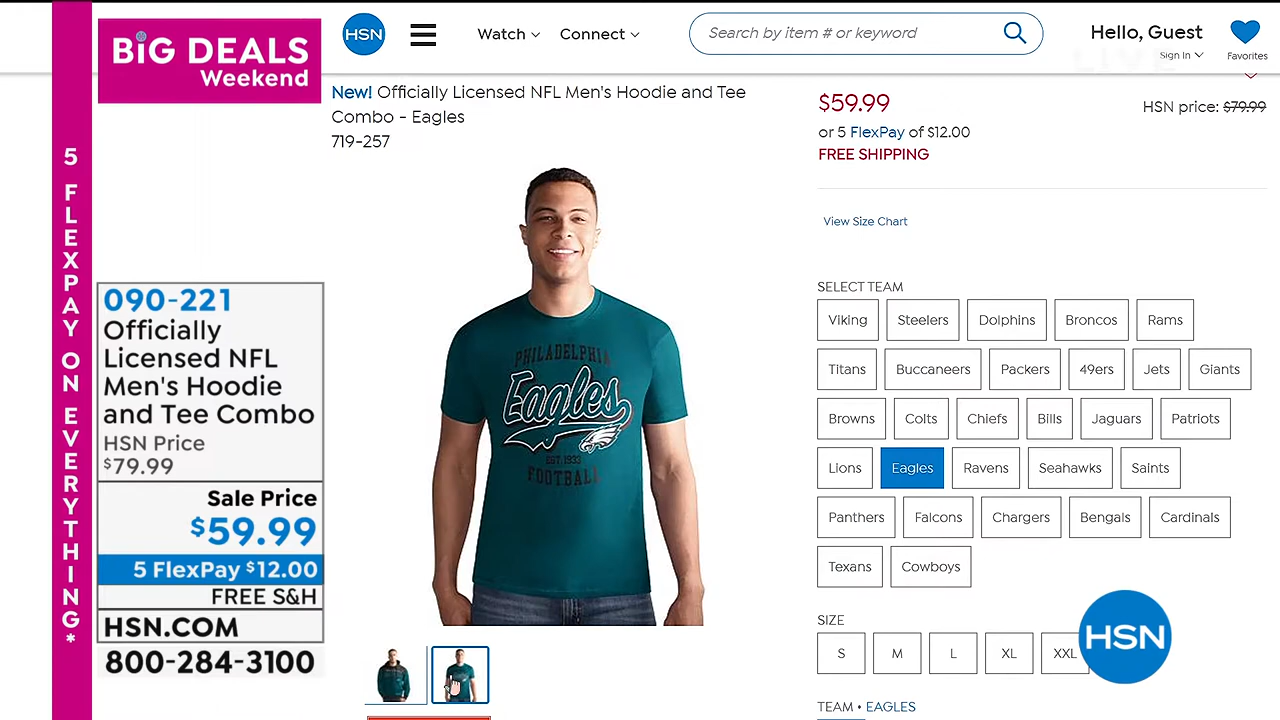 BiG DEALS
Weekend
5 FLEXPAY ON EVERYTHING*
090-221
Officially
Licensed NFL
Men's Hoodie
and Tee Combo
HSN Price
$79.99
Sale Price
$59.99
5 FlexPay $12.00
FREE S&H
HSN.COM
800-284-3100
HSN
Watch
Connect
Search by item # or keyword
Hello, Guest
Sign In
Favorites
LIVE
New! Officially Licensed NFL Men's Hoodie and Tee
Combo - Eagles
719-257
PHILADELPHIA
Eagles
EST. 1933
FOOTBALL
$59.99
HSN price: $79.99
or 5 FlexPay of $12.00
FREE SHIPPING
View Size Chart
SELECT TEAM
Viking Steelers Dolphins Broncos Rams
Titans Buccaneers Packers 49ers Jets Giants
Browns Colts Chiefs Bills Jaguars Patriots
Lions Eagles Ravens Seahawks Saints
Panthers Falcons Chargers Bengals Cardinals
Texans Cowboys
SIZE
S M L XL XXL
HSN
TEAM • EAGLES